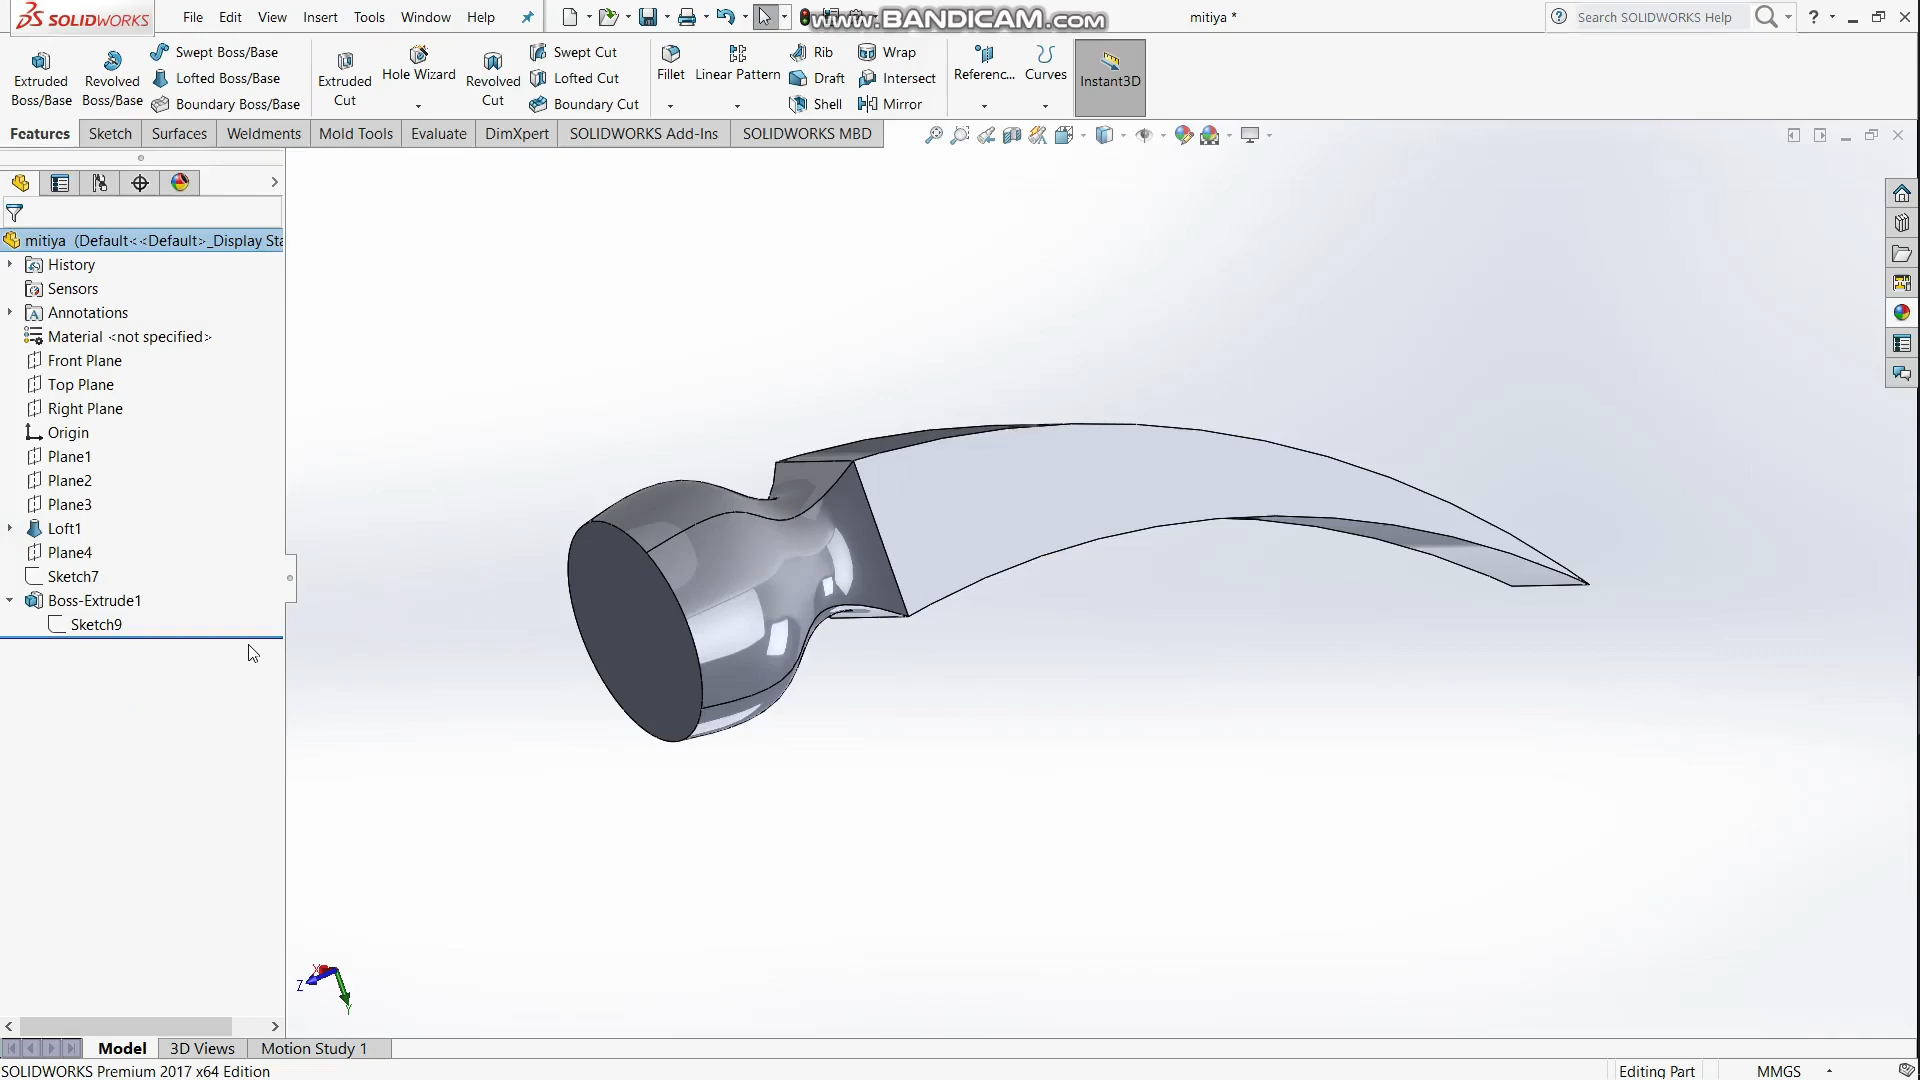 SOLIDWORKS
File Edit View Insert Tools Window Help
www.BANDICAM.com
mitiya *
Search SOLIDWORKS Help
?
Extruded Boss/Base
Revolved Boss/Base
Swept Boss/Base
Lofted Boss/Base
Boundary Boss/Base
Extruded Cut
Hole Wizard
Revolved Cut
Swept Cut
Lofted Cut
Boundary Cut
Fillet
Linear Pattern
Rib
Draft
Shell
Wrap
Intersect
Mirror
Referenc...
Curves
Instant3D
Features Sketch Surfaces Weldments Mold Tools Evaluate DimXpert SOLIDWORKS Add-Ins SOLIDWORKS MBD
mitiya (Default<<Default>_Display Sta
History
Sensors
Annotations
Material <not specified>
Front Plane
Top Plane
Right Plane
Origin
Plane1
Plane2
Plane3
Loft1
Plane4
Sketch7
Boss-Extrude1
Sketch9
X
Z
Y
Model 3D Views Motion Study 1
SOLIDWORKS Premium 2017 x64 Edition
Editing Part
MMGS